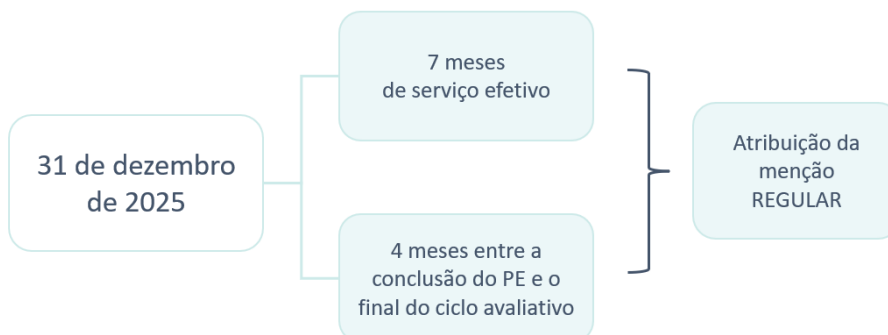 31 de dezembro
de 2025
7 meses
de serviço efetivo
4 meses entre a
conclusão do PE e o
final do ciclo avaliativo
Atribuição da
menção
REGULAR